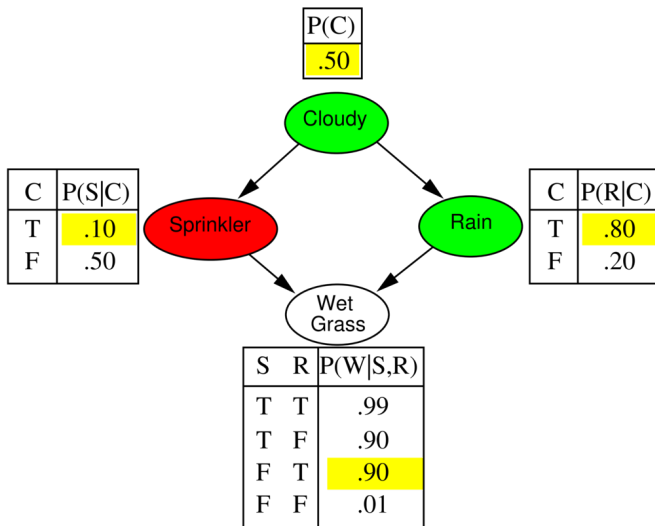 P(C)
.50
Cloudy
C P(S|C)
T .10
F .50
Sprinkler
Rain
C P(R|C)
T .80
F .20
Wet
Grass
S R P(W|S,R)
T T .99
T F .90
F T .90
F F .01